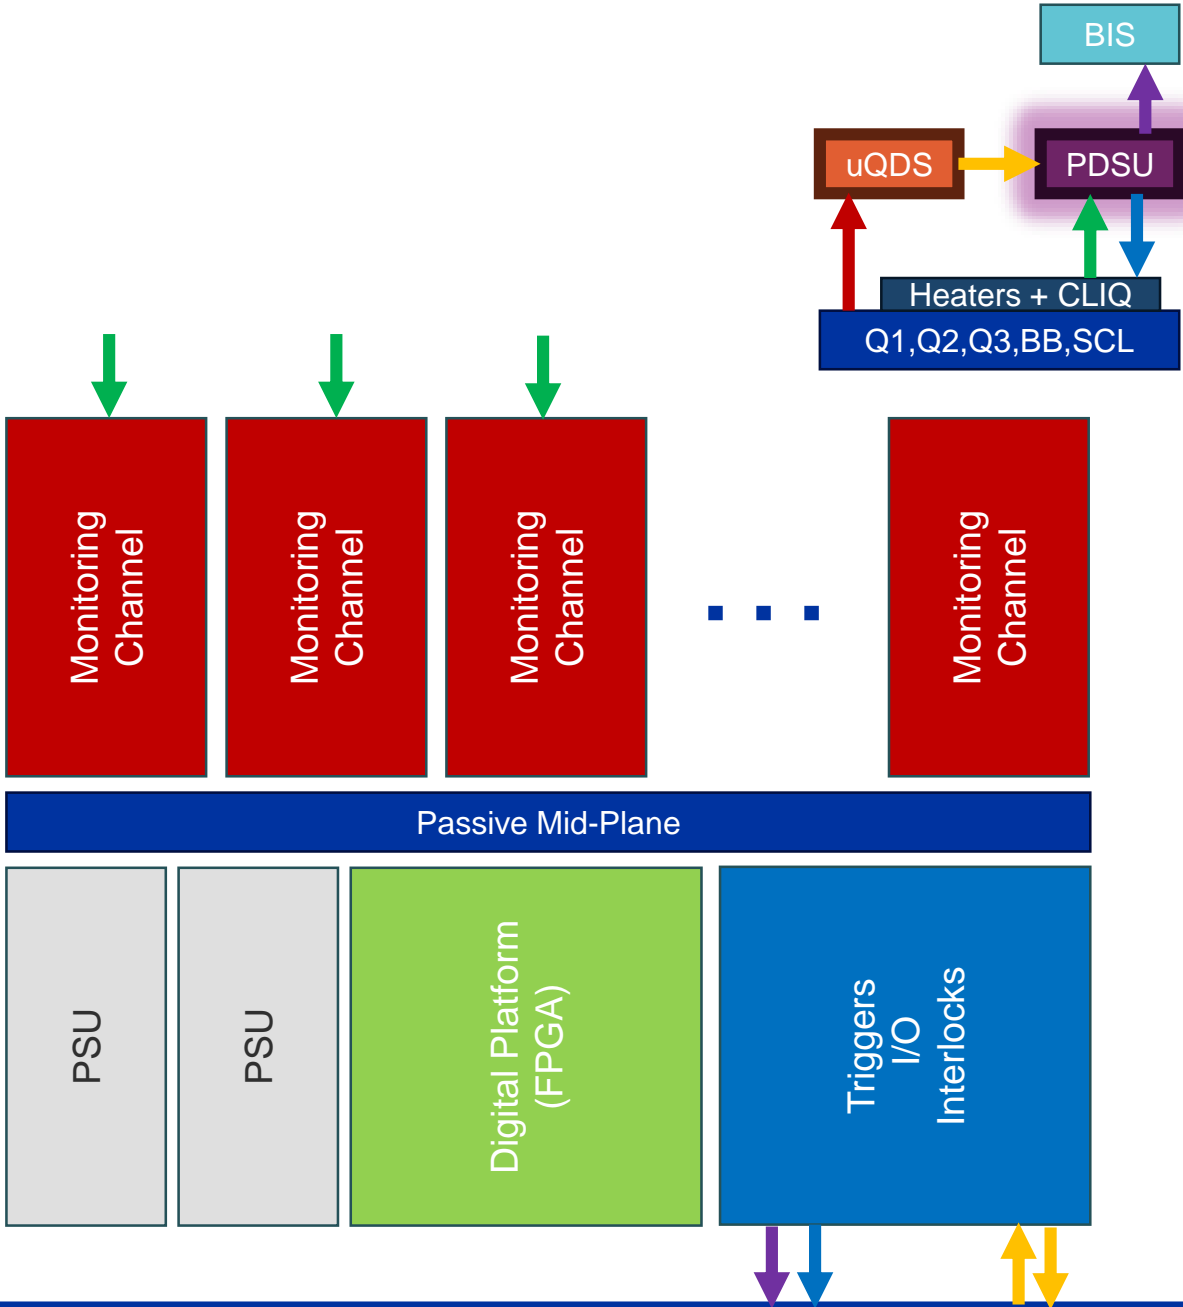 BIS
uQDS
PDSU
Heaters + CLIQ
Q1,Q2,Q3,BB,SCL
Monitoring
Channel
Monitoring
Channel
Monitoring
Channel
Monitoring
Channel
Passive Mid-Plane
PSU
PSU
Digital Platform
(FPGA)
Triggers
I/O
Interlocks